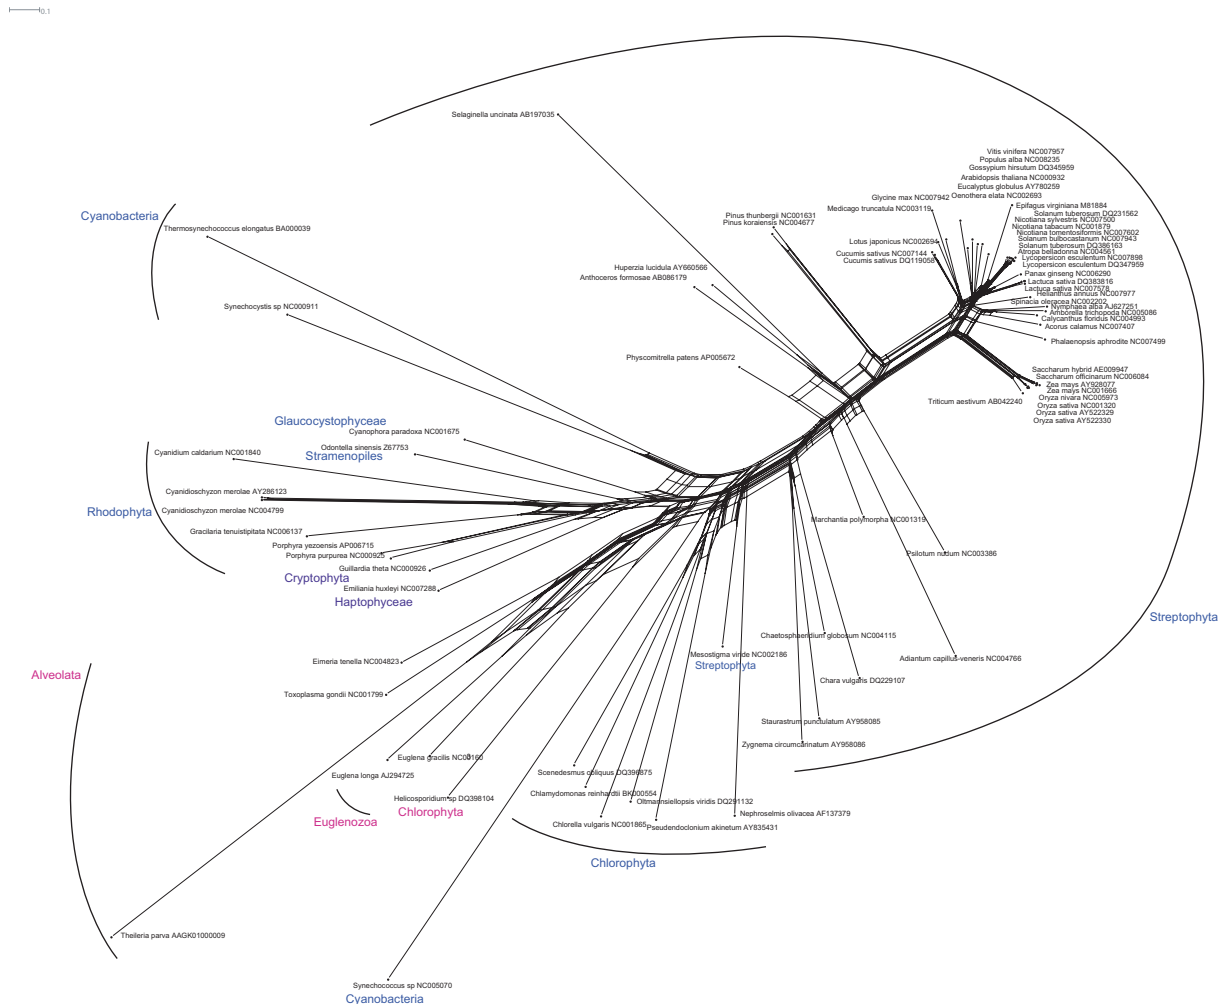 0.1
Selaginella uncinata AB197035
Vitis vinifera NC007957
Populus alba NC008235
Gossypium hirsutum DQ345959
Arabidopsis thaliana NC000932
Eucalyptus globulus AY780259
Oenothera elata NC002693
Glycine max NC007942
Medicago truncatula NC003119
Epifagus virginiana M81884
Solanum tuberosum DQ231562
Nicotiana sylvestris NC007500
Nicotiana tabacum NC001879
Nicotiana tomentosiformis NC007602
Solanum bulbocastanum NC007943
Solanum tuberosum DQ386163
Atropa belladonna NC004561
Lycopersicon esculentum NC007898
Lycopersicon esculentum DQ347959
Panax ginseng NC006290
Lactuca sativa DQ383816
Lactuca sativa NC007578
Helianthus annuus NC007977
Spinacia oleracea NC002202
Nymphaea alba AJ627251
Amborella trichopoda NC005086
Calycanthus floridus NC004993
Acorus calamus NC007407
Phalaenopsis aphrodite NC007499
Pinus thunbergii NC001631
Pinus koraiensis NC004677
Lotus japonicus NC002694
Cucumis sativus NC007144
Cucumis sativus DQ119058
Huperzia lucidula AY660566
Anthoceros formosae AB086179
Cyanobacteria
Thermosynechococcus elongatus BA000039
Synechocystis sp NC000911
Physcomitrella patens AP005672
Saccharum hybrid AE009947
Saccharum officinarum NC006084
Zea mays AY928077
Zea mays NC001666
Oryza nivara NC005973
Triticum aestivum AB042240
Oryza sativa NC001320
Oryza sativa AY522329
Oryza sativa AY522330
Glaucocystophyceae
Cyanophora paradoxa NC001675
Odontella sinensis Z67753
Stramenopiles
Cyanidium caldarium NC001840
Cyanidioschyzon merolae AY286123
Cyanidioschyzon merolae NC004799
Rhodophyta
Gracilaria tenuistipitata NC006137
Porphyra yezoensis AP006715
Porphyra purpurea NC000925
Guillardia theta NC000926
Cryptophyta
Emiliania huxleyi NC007288
Haptophyceae
Marchantia polymorpha NC001319
Psilotum nudum NC003386
Streptophyta
Chaetosphaeridium globosum NC004115
Mesostigma viride NC002186
Streptophyta
Adiantum capillus-veneris NC004766
Eimeria tenella NC004823
Alveolata
Chara vulgaris DQ229107
Toxoplasma gondii NC001799
Staurastrum punctulatum AY958085
Zygnema circumcarinatum AY958086
Euglena gracilis
Euglena longa AJ294725
Scenedesmus obliquus DQ396875
Chlamydomonas reinhardtii BK000554
Helicosporidium sp DQ398104
Oltmannsiellopsis viridis DQ291132
Chlorophyta
Nephroselmis olivacea AF137379
Euglenozoa
Chlorella vulgaris NC001865
Pseudendoclonium akinetum AY835431
Chlorophyta
Theileria parva AAGK01000009
Synechococcus sp NC005070
Cyanobacteria